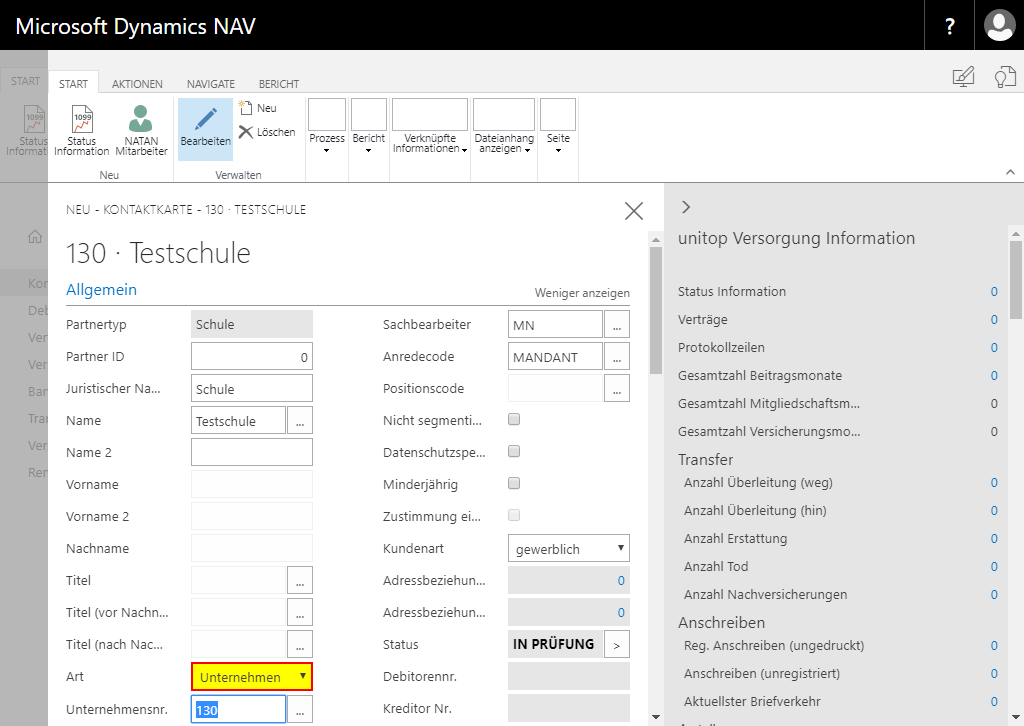 Microsoft Dynamics NAV
?
START
START
AKTIONEN
NAVIGATE
BERICHT
1099
Status
Informat
1099
Status
Information
NATAN
Mitarbeiter
Neu
Bearbeiten
Neu
Löschen
Verwalten
Prozess
Bericht
Verknüpfte
Informationen
Dateianhang
anzeigen
Seite
Kon
Deb
Ver
Ver
Ban
Tra
Ver
Ren
NEU - KONTAKTKARTE - 130 · TESTSCHULE
130 · Testschule
Allgemein
Weniger anzeigen
Partnertyp
Schule
Partner ID
0
Juristischer Na...
Schule
Name
Testschule
...
Name 2
Vorname
Vorname 2
Nachname
Titel
...
Titel (vor Nachn...
...
Titel (nach Nac...
...
Art
Unternehmen
Unternehmensnr.
130
...
Sachbearbeiter
MN
...
Anredecode
MANDANT
...
Positionscode
...
Nicht segmenti...
Datenschutzspe...
Minderjährig
Zustimmung ei...
Kundenart
gewerblich
Adressbeziehun...
0
Adressbeziehun...
0
Status
IN PRÜFUNG
>
Debitorennr.
Kreditor Nr.
unitop Versorgung Information
Status Information 0
Verträge 0
Protokollzeilen 0
Gesamtzahl Beitragsmonate 0
Gesamtzahl Mitgliedschaftsm... 0
Gesamtzahl Versicherungsmo... 0
Transfer
Anzahl Überleitung (weg) 0
Anzahl Überleitung (hin) 0
Anzahl Erstattung 0
Anzahl Tod 0
Anzahl Nachversicherungen 0
Anschreiben
Reg. Anschreiben (ungedruckt) 0
Anschreiben (unregistriert) 0
Aktuellster Briefverkehr 0